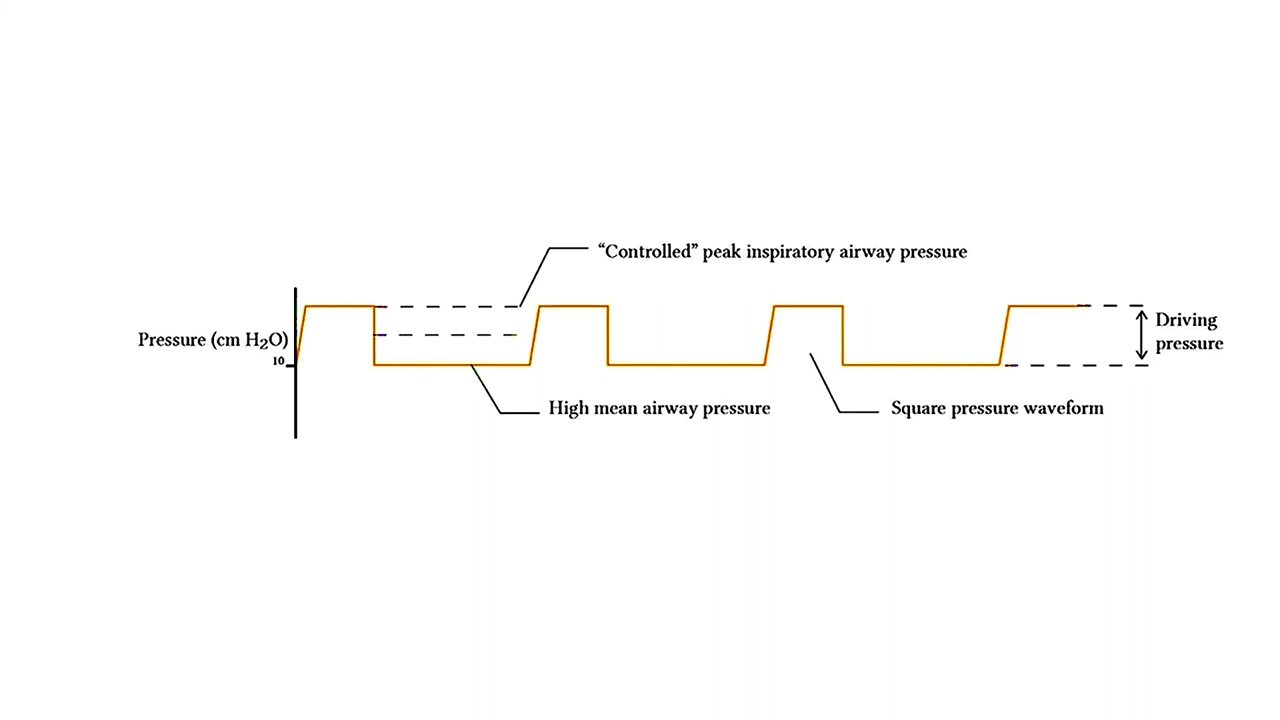 “Controlled” peak inspiratory airway pressure
Driving
pressure
Pressure (cm H₂O)
10
High mean airway pressure
Square pressure waveform